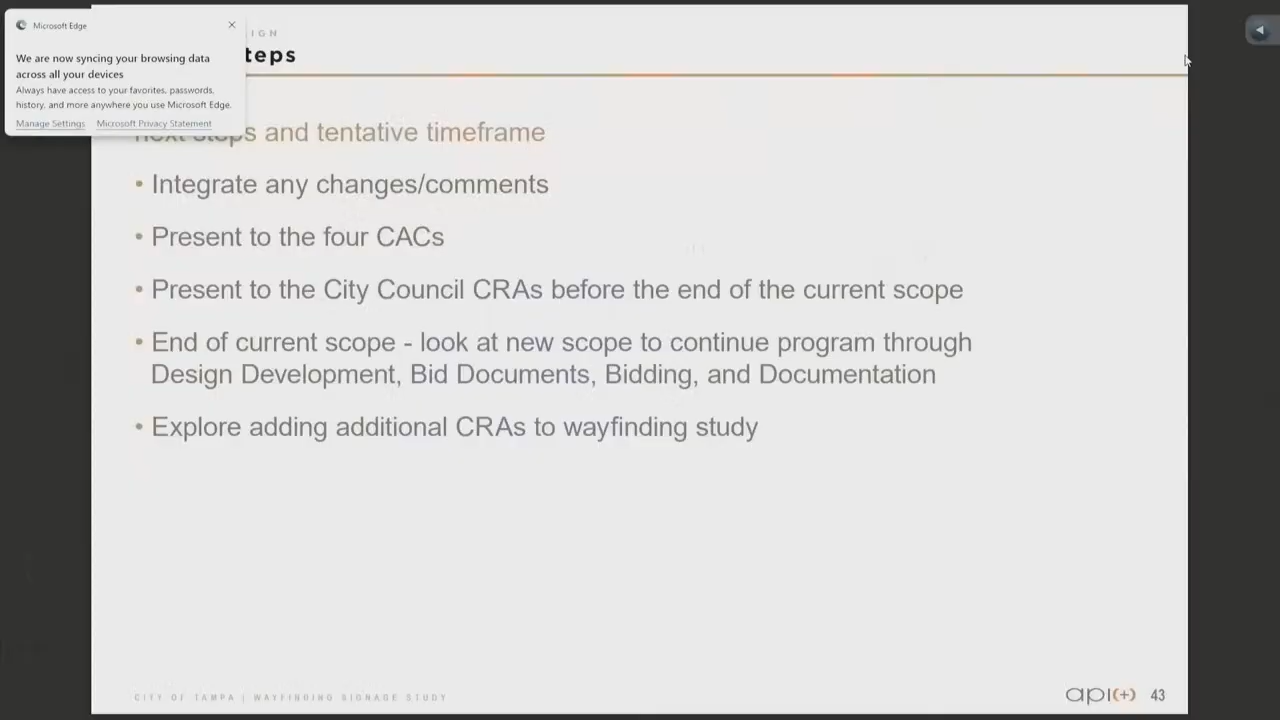 Microsoft Edge
We are now syncing your browsing data
across all your devices
Always have access to your favorites, passwords,
history, and more anywhere you use Microsoft Edge.
Manage Settings Microsoft Privacy Statement
IGN
teps
next steps and tentative timeframe
• Integrate any changes/comments
• Present to the four CACs
• Present to the City Council CRAs before the end of the current scope
• End of current scope - look at new scope to continue program through
Design Development, Bid Documents, Bidding, and Documentation
• Explore adding additional CRAs to wayfinding study
CITY OF TAMPA | WAYFINDING SIGNAGE STUDY
api(+) 43